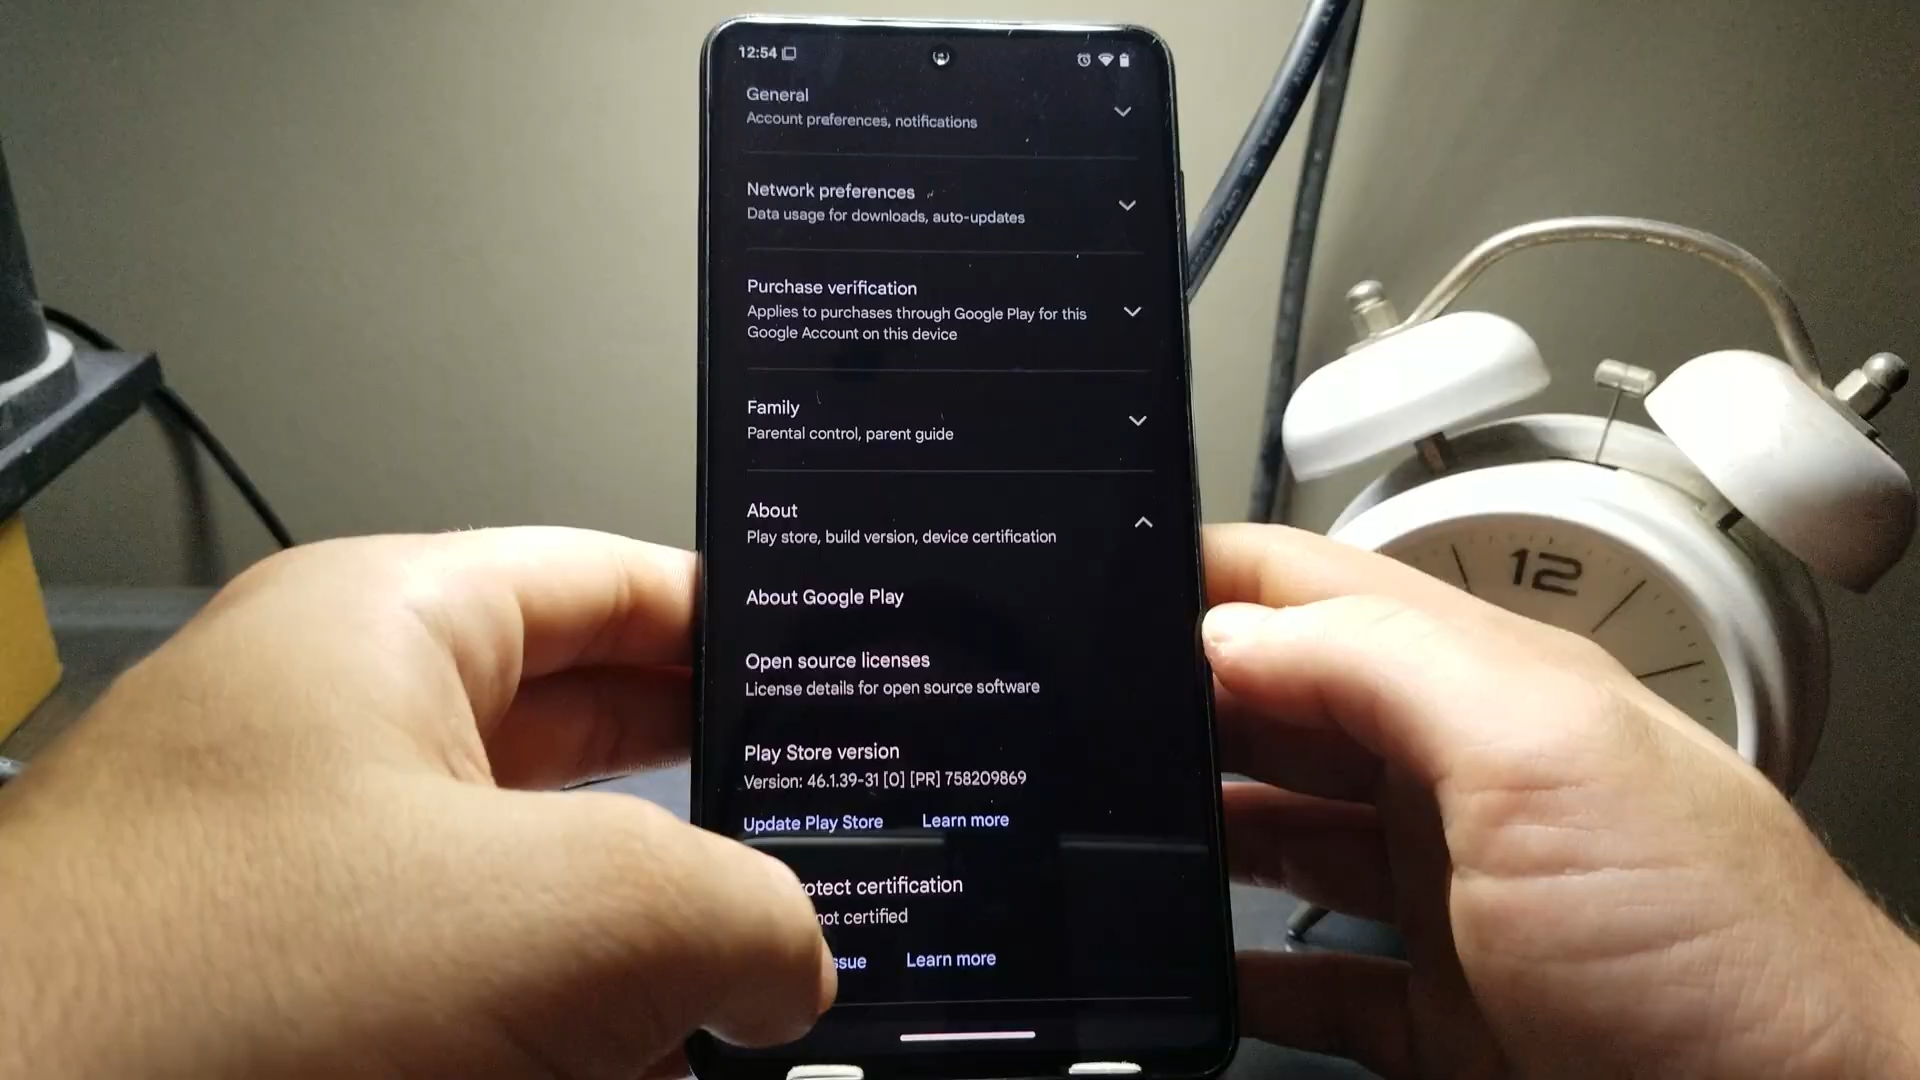 12:54
General
Account preferences, notifications
Network preferences
Data usage for downloads, auto-updates
Purchase verification
Applies to purchases through Google Play for this
Google Account on this device
Family
Parental control, parent guide
About
Play store, build version, device certification
About Google Play
Open source licenses
License details for open source software
Play Store version
Version: 46.1.39-31 [0] [PR] 758209869
Update Play Store
Learn more
otect certification
not certified
ssue
Learn more
12